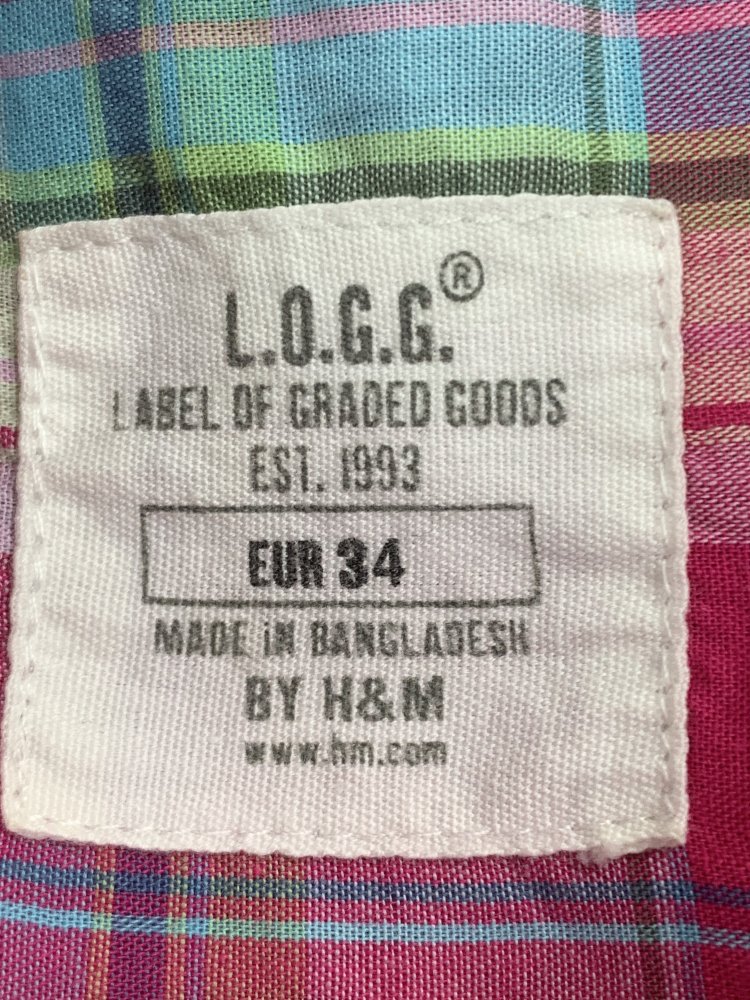 L.O.G.G.®
LABEL OF GRADED GOODS
EST. 1993
EUR 34
MADE iN BANGLADESH
BY H&M
www.hm.com